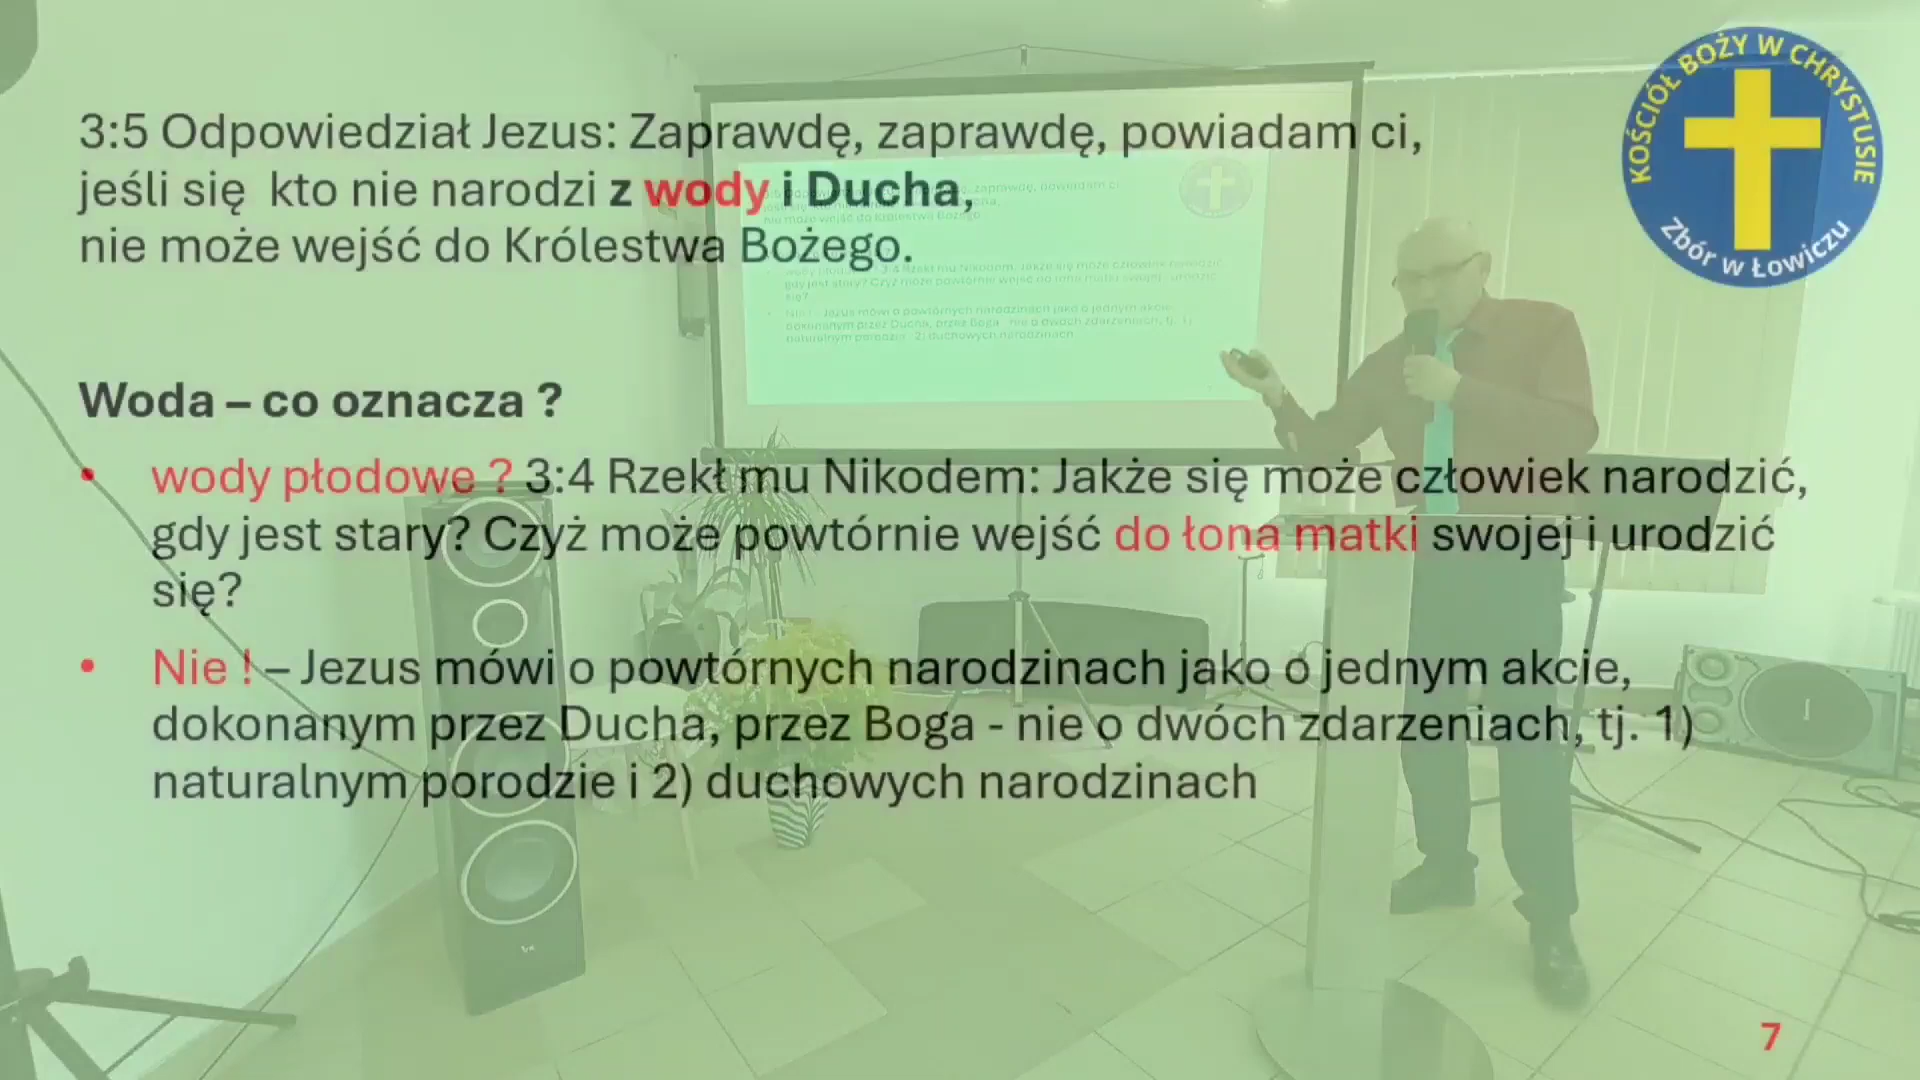 KOŚCIÓŁ BOŻY W CHRYSTUSIE
Zbór w Łowiczu
3:5 Odpowiedział Jezus: Zaprawdę, zaprawdę, powiadam ci,
jeśli się kto nie narodzi z wody i Ducha,
nie może wejść do Królestwa Bożego.
Woda – co oznacza ?
• wody płodowe ? 3:4 Rzekł mu Nikodem: Jakże się może człowiek narodzić,
gdy jest stary? Czyż może powtórnie wejść do łona matki swojej i urodzić
się?
• Nie ! – Jezus mówi o powtórnych narodzinach jako o jednym akcie,
dokonanym przez Ducha, przez Boga - nie o dwóch zdarzeniach, tj. 1)
naturalnym porodzie i 2) duchowych narodzinach
7